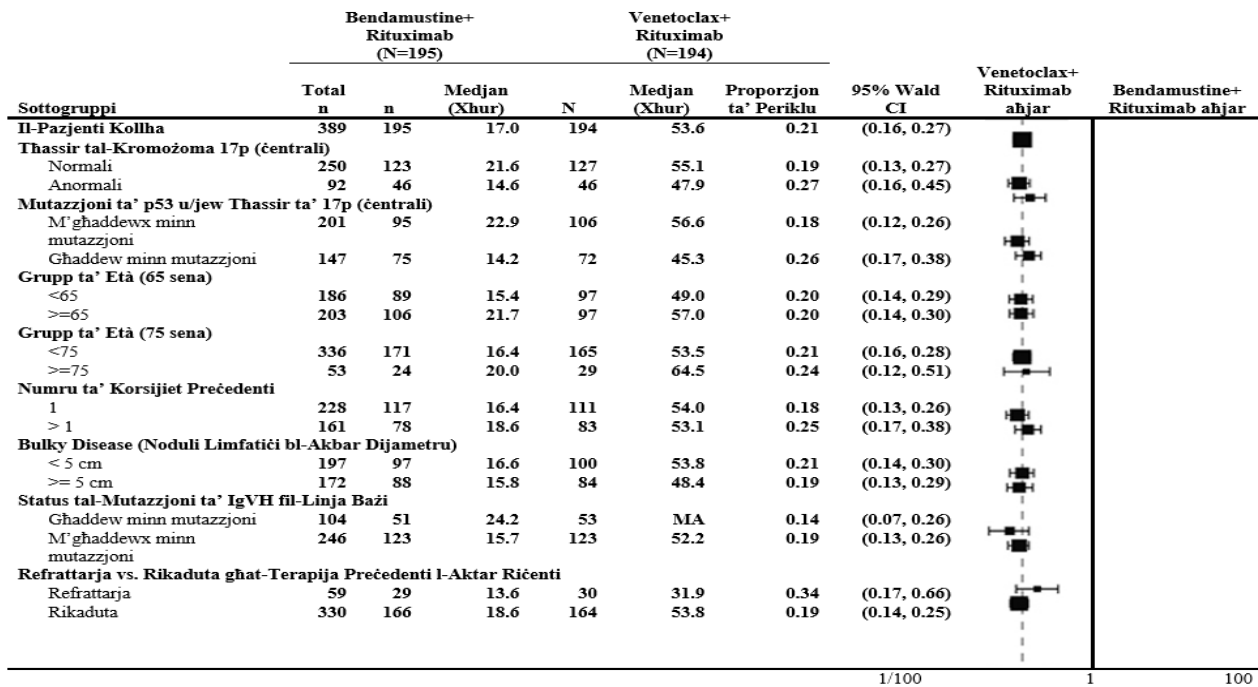 Bendamustine+ Rituximab (N=195) Venetoclax+ Rituximab (N=194)
Sottogruppi Total n n Medjan (Xhur) N Medjan (Xhur) Proporzjon ta' Periklu 95% Wald CI Venetoclax+ Rituximab aħjar Bendamustine+ Rituximab aħjar
Il-Pazjenti Kollha 389 195 17.0 194 53.6 0.21 (0.16, 0.27)
Tħassir tal-Kromożoma 17p (ċentrali)
Normali 250 123 21.6 127 55.1 0.19 (0.13, 0.27)
Anormali 92 46 14.6 46 47.9 0.27 (0.16, 0.45)
Mutazzjoni ta' p53 u/jew Tħassir ta' 17p (ċentrali)
M'għaddewx minn 201 95 22.9 106 56.6 0.18 (0.12, 0.26)
mutazzjoni
Għaddew minn mutazzjoni 147 75 14.2 72 45.3 0.26 (0.17, 0.38)
Grupp ta' Età (65 sena)
<65 186 89 15.4 97 49.0 0.20 (0.14, 0.29)
>=65 203 106 21.7 97 57.0 0.20 (0.14, 0.30)
Grupp ta' Età (75 sena)
<75 336 171 16.4 165 53.5 0.21 (0.16, 0.28)
>=75 53 24 20.0 29 64.5 0.24 (0.12, 0.51)
Numru ta' Korsijiet Preċedenti
1 228 117 16.4 111 54.0 0.18 (0.13, 0.26)
> 1 161 78 18.6 83 53.1 0.25 (0.17, 0.38)
Bulky Disease (Noduli Limfatiċi bl-Akbar Dijametru)
< 5 cm 197 97 16.6 100 53.8 0.21 (0.14, 0.30)
>= 5 cm 172 88 15.8 84 48.4 0.19 (0.13, 0.29)
Status tal-Mutazzjoni ta' IgVH fil-Linja Bażi
Għaddew minn mutazzjoni 104 51 24.2 53 MA 0.14 (0.07, 0.26)
M'għaddewx minn 246 123 15.7 123 52.2 0.19 (0.13, 0.26)
mutazzjoni
Refrattarja vs. Rikaduta għat-Terapija Preċedenti l-Aktar Riċenti
Refrattarja 59 29 13.6 30 31.9 0.34 (0.17, 0.66)
Rikaduta 330 166 18.6 164 53.8 0.19 (0.14, 0.25)
1/100 1 100